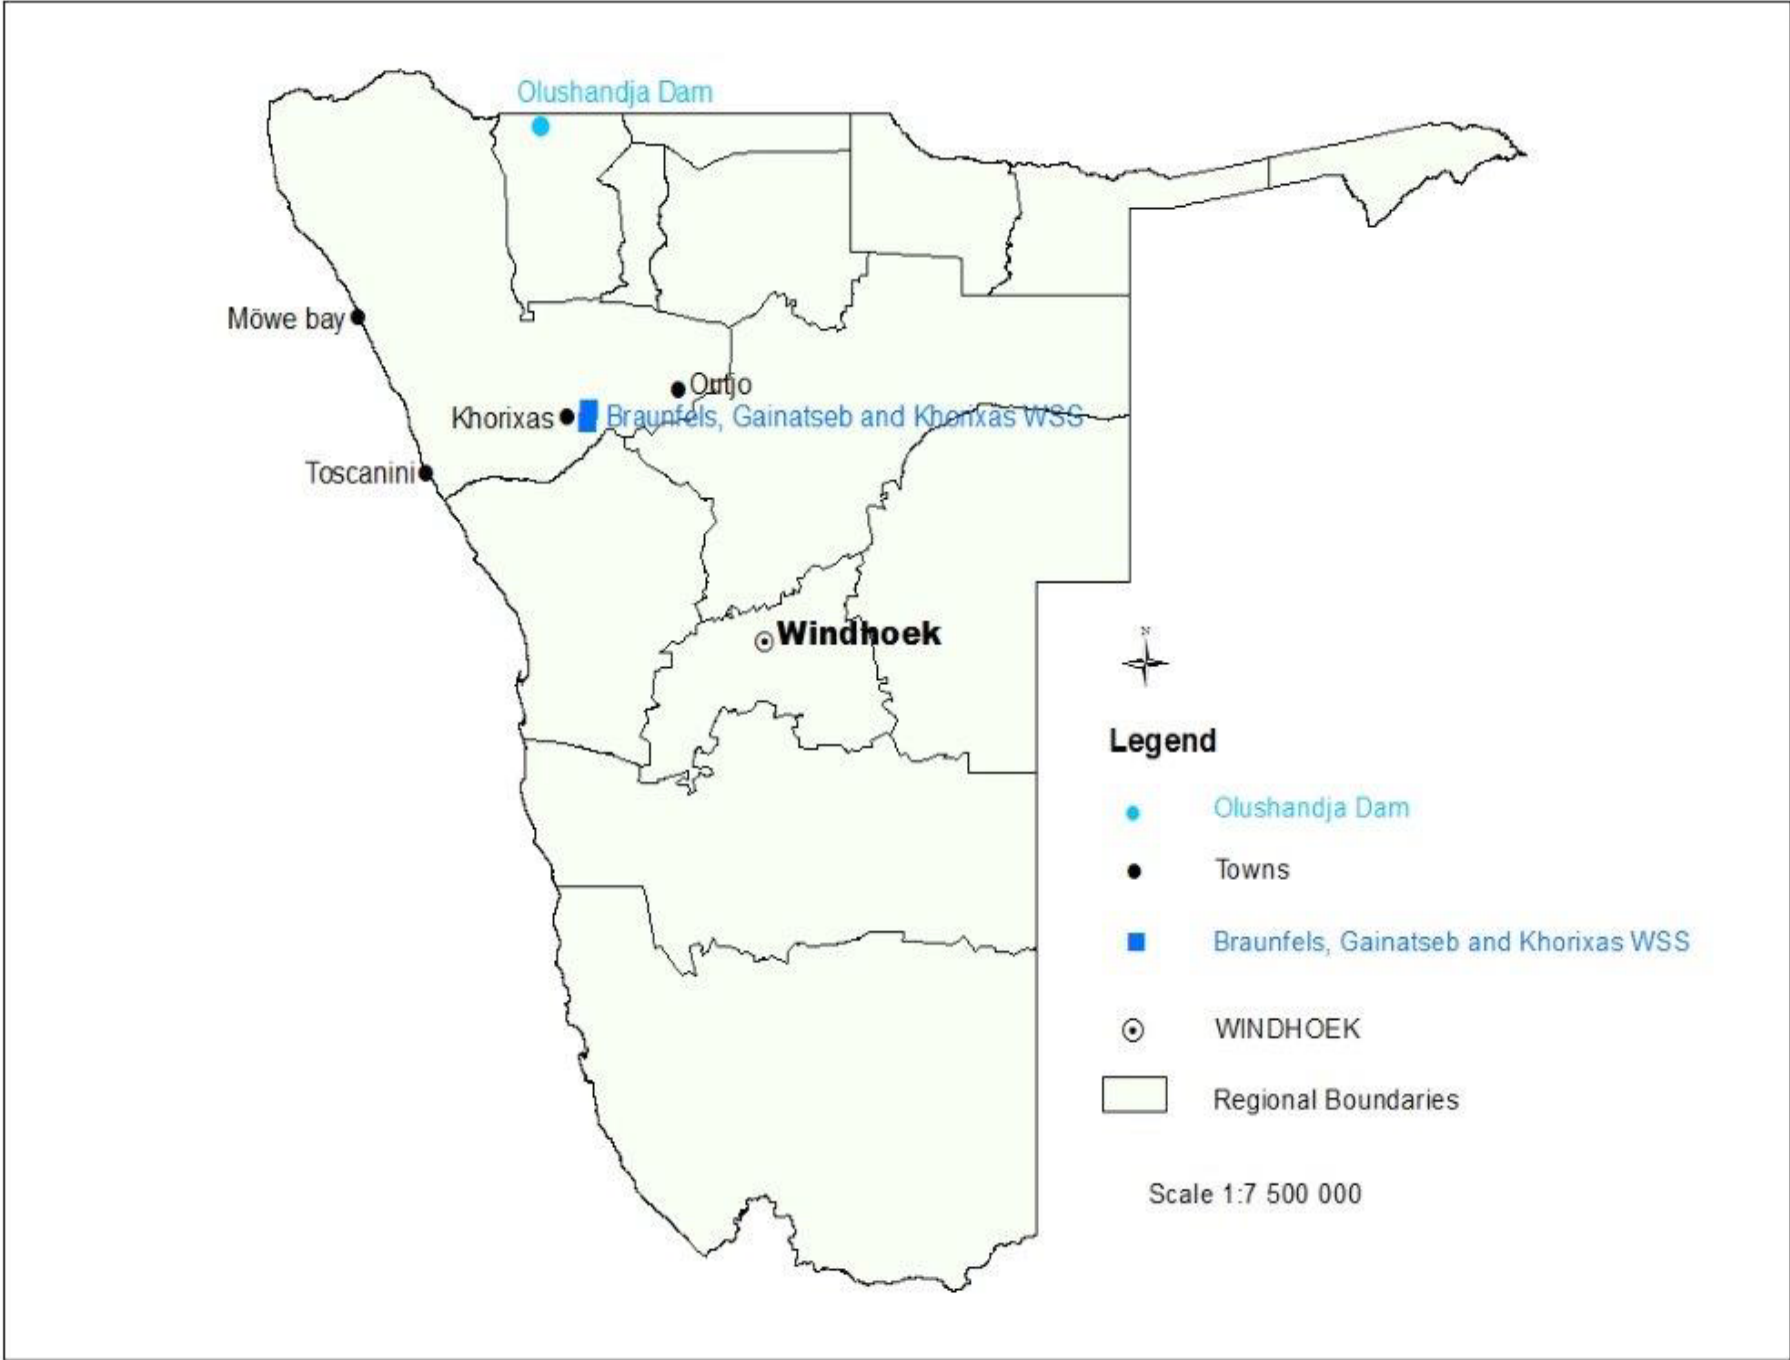 Olushandja Dam
Möwe bay
Outjo
Khorixas
Braunfels, Gainatseb and Khorixas WSS
Toscanini
Windhoek
N
Legend
Olushandja Dam
Towns
Braunfels, Gainatseb and Khorixas WSS
WINDHOEK
Regional Boundaries
Scale 1:7 500 000